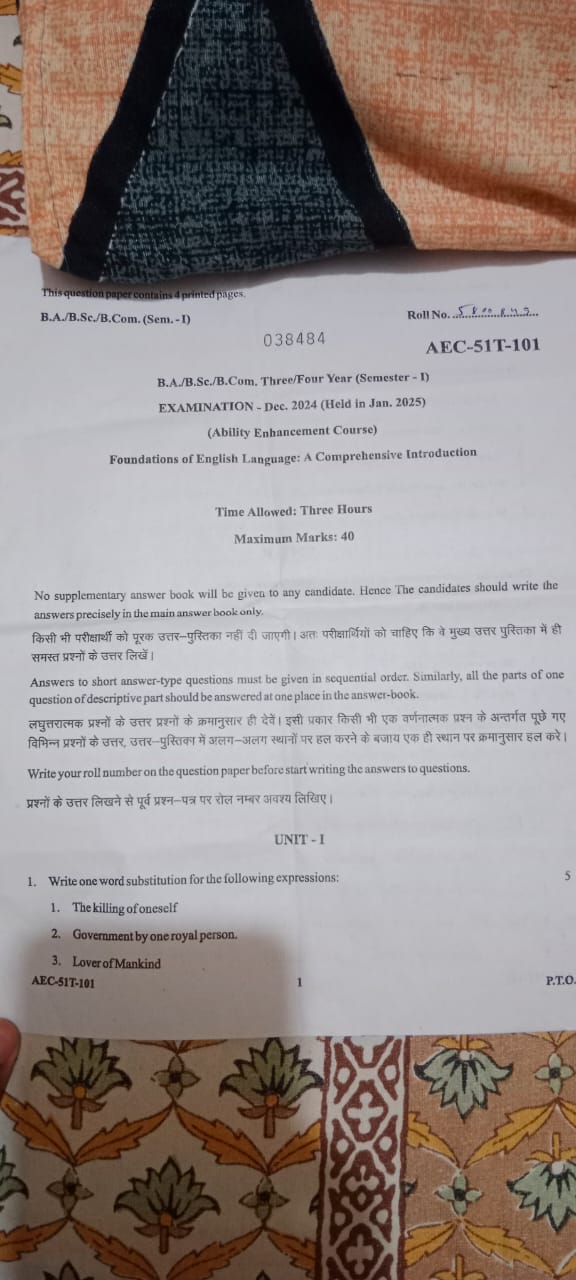 This question paper contains 4 printed pages.
B.A./B.Sc./B.Com. (Sem. - I)
Roll No.
038484
AEC-51T-101
B.A./B.Sc./B.Com. Three/Four Year (Semester - I)
EXAMINATION - Dec. 2024 (Held in Jan. 2025)
(Ability Enhancement Course)
Foundations of English Language: A Comprehensive Introduction
Time Allowed: Three Hours
Maximum Marks: 40
No supplementary answer book will be given to any candidate. Hence The candidates should write the
answers precisely in the main answer book only.
किसी भी परीक्षार्थी को पूरक उत्तर-पुस्तिका नहीं दी जाएगी। अतः परीक्षार्थियों को चाहिए कि वे मुख्य उत्तर पुस्तिका में ही
समस्त प्रश्नों के उत्तर लिखें।
Answers to short answer-type questions must be given in sequential order. Similarly, all the parts of one
question of descriptive part should be answered at one place in the answer-book.
लघुत्तरात्मक प्रश्नों के उत्तर प्रश्नों के क्रमानुसार ही देवें। इसी प्रकार किसी भी एक वर्णनात्मक प्रश्न के अन्तर्गत पूछे गए
विभिन्न प्रश्नों के उत्तर, उत्तर-पुस्तिका में अलग-अलग स्थानों पर हल करने के बजाय एक ही स्थान पर क्रमानुसार हल करे।
Write your roll number on the question paper before start writing the answers to questions.
प्रश्नों के उत्तर लिखने से पूर्व प्रश्न-पत्र पर रोल नम्बर अवश्य लिखिए।
UNIT - I
1. Write one word substitution for the following expressions: 5
1. The killing of oneself
2. Government by one royal person.
3. Lover of Mankind
AEC-51T-101 1 P.T.O.